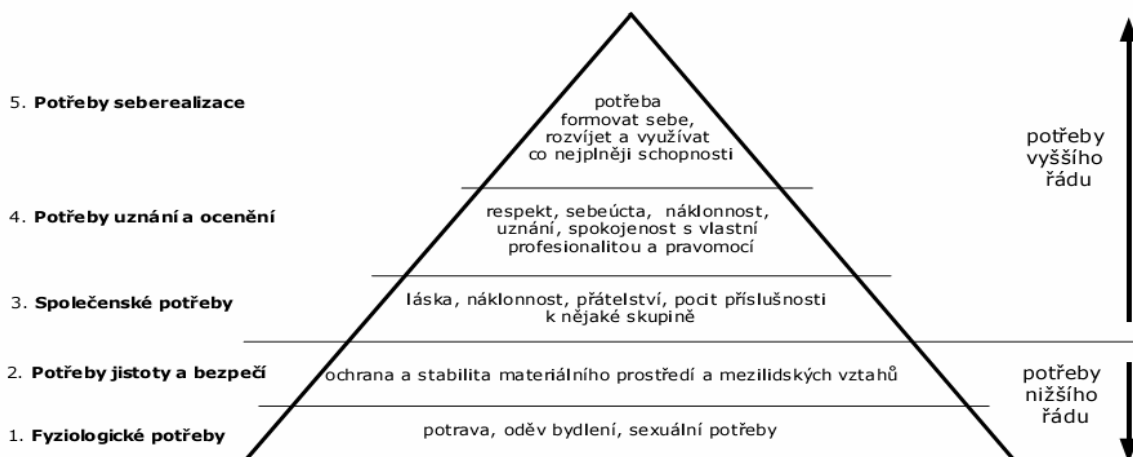 5. Potřeby seberealizace
potřeba
formovat sebe,
rozvíjet a využívat
co nejplněji schopnosti
potřeby
vyššího
řádu
4. Potřeby uznání a ocenění
respekt, sebeúcta, náklonnost,
uznání, spokojenost s vlastní
profesionalitou a pravomocí
3. Společenské potřeby
láska, náklonnost, přátelství, pocit příslušnosti
k nějaké skupině
2. Potřeby jistoty a bezpečí
ochrana a stabilita materiálního prostředí a mezilidských vztahů
potřeby
nižšího
řádu
1. Fyziologické potřeby
potrava, oděv bydlení, sexuální potřeby